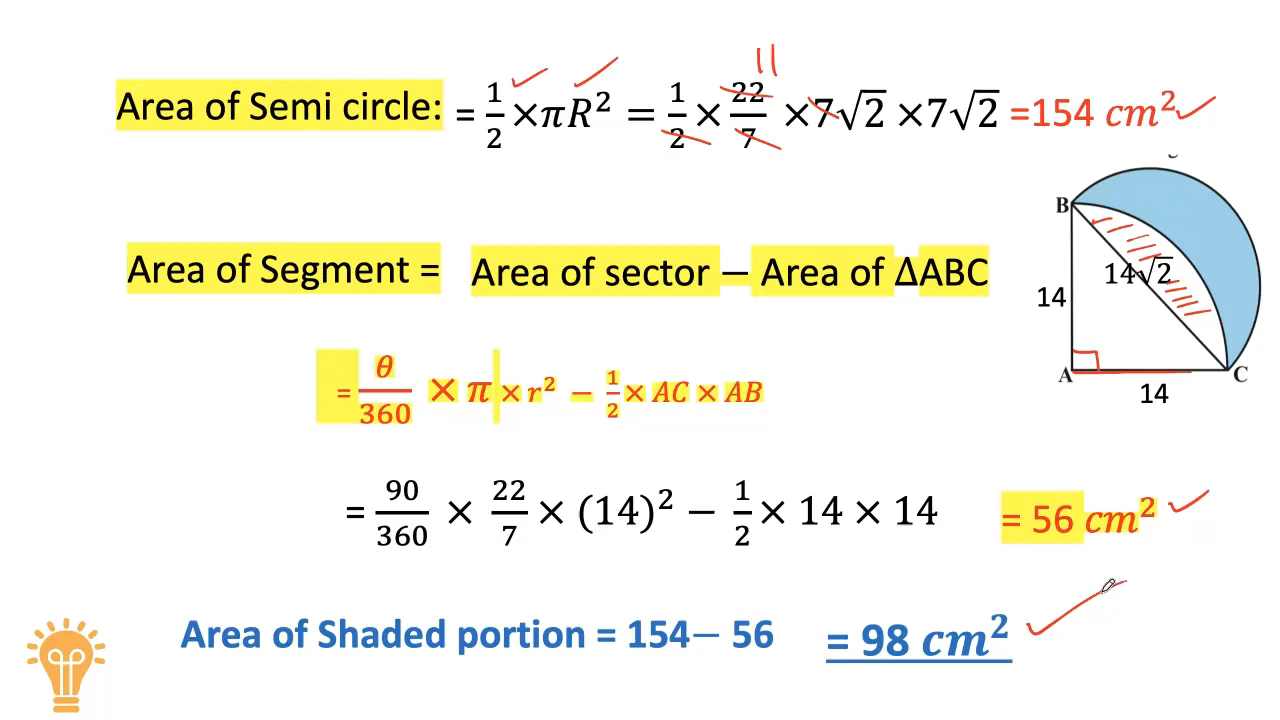 11
Area of Semi circle: = 1/2 × πR² = 1/2 × 22/7 × 7√2 × 7√2 =154 cm²
B
Area of Segment = Area of sector − Area of ΔABC
14√2
14
A
C
14
= θ/360 × π × r² − 1/2 × AC × AB
= 90/360 × 22/7 × (14)² − 1/2 × 14 × 14 = 56 cm²
Area of Shaded portion = 154− 56 = 98 cm²